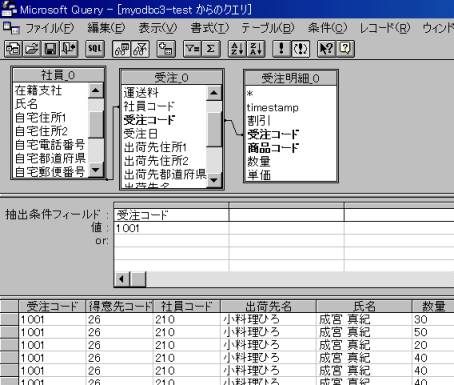 Microsoft Query - [myodbc3-test からのクエリ]
ファイル(F) 編集(E) 表示(V) 書式(T) テーブル(B) 条件(C) レコード(R) ウィンド
SQL
社員_0
在籍支社
氏名
自宅住所1
自宅住所2
自宅電話番号
自宅都道府県
自宅郵便番号
受注_0
運送料
社員コード
受注コード
受注日
出荷先住所1
出荷先住所2
出荷先都道府県
出荷先名
受注明細_0
*
timestamp
割引
受注コード
商品コード
数量
単価
抽出条件フィールド: 受注コード
値: 1001
or:
受注コード 得意先コード 社員コード 出荷先名 氏名 数量
1001 26 210 小料理ひろ 成宮 真紀 30
1001 26 210 小料理ひろ 成宮 真紀 50
1001 26 210 小料理ひろ 成宮 真紀 20
1001 26 210 小料理ひろ 成宮 真紀 40
1001 26 210 小料理ひろ 成宮 真紀 40
1001 26 210 小料理ひろ 成宮 真紀 40